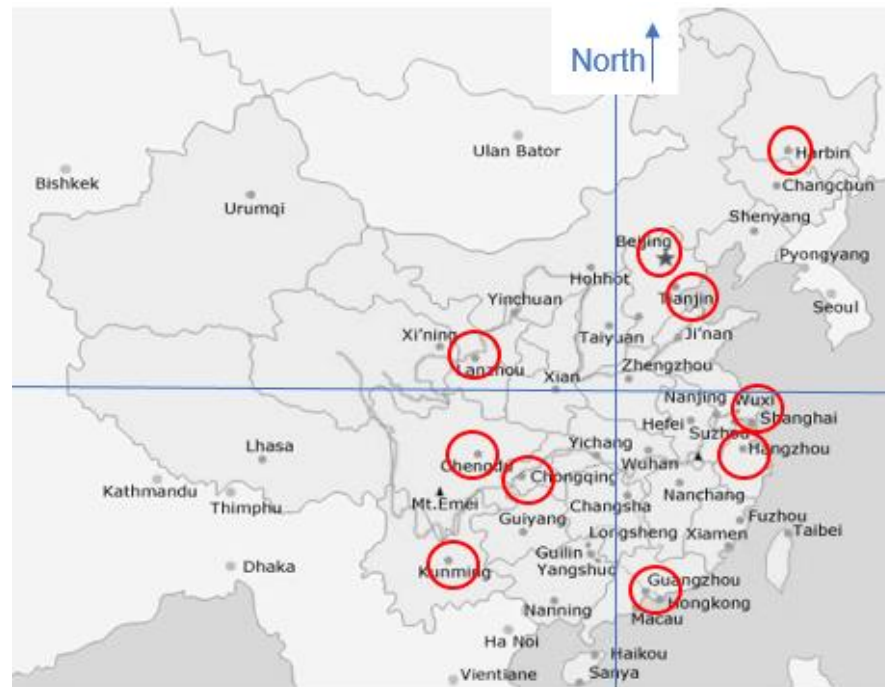 North
Ulan Bator
Harbin
Bishkek
Changchun
Urumqi
Shenyang
Beijing
Pyongyang
Hohhot
Tianjin
Yinchuan
Seoul
Xi'ning
Taiyuan
Ji'nan
Lanzhou
Zhengzhou
Xian
Nanjing
Wuxi
Hefei
Shanghai
Suzhou
Lhasa
Yichang
Hangzhou
Chengdu
Wuhan
Chongqing
Kathmandu
Nanchang
Mt.Emei
Changsha
Thimphu
Guiyang
Fuzhou
Longsheng
Xiamen
Taibei
Guilin
Dhaka
Yangshuo
Kunming
Guangzhou
Nanning
Hongkong
Macau
Ha Noi
Haikou
Vientiane
Sanya